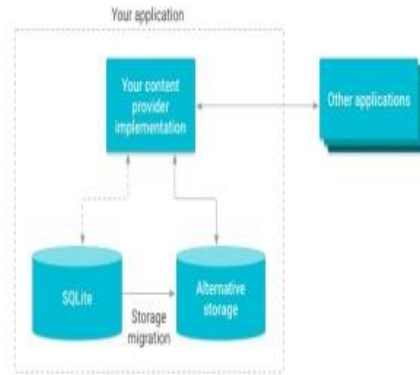 Your application
Your content
provider
implementation
Other applications
SQLite
Storage
migration
Alternative
storage